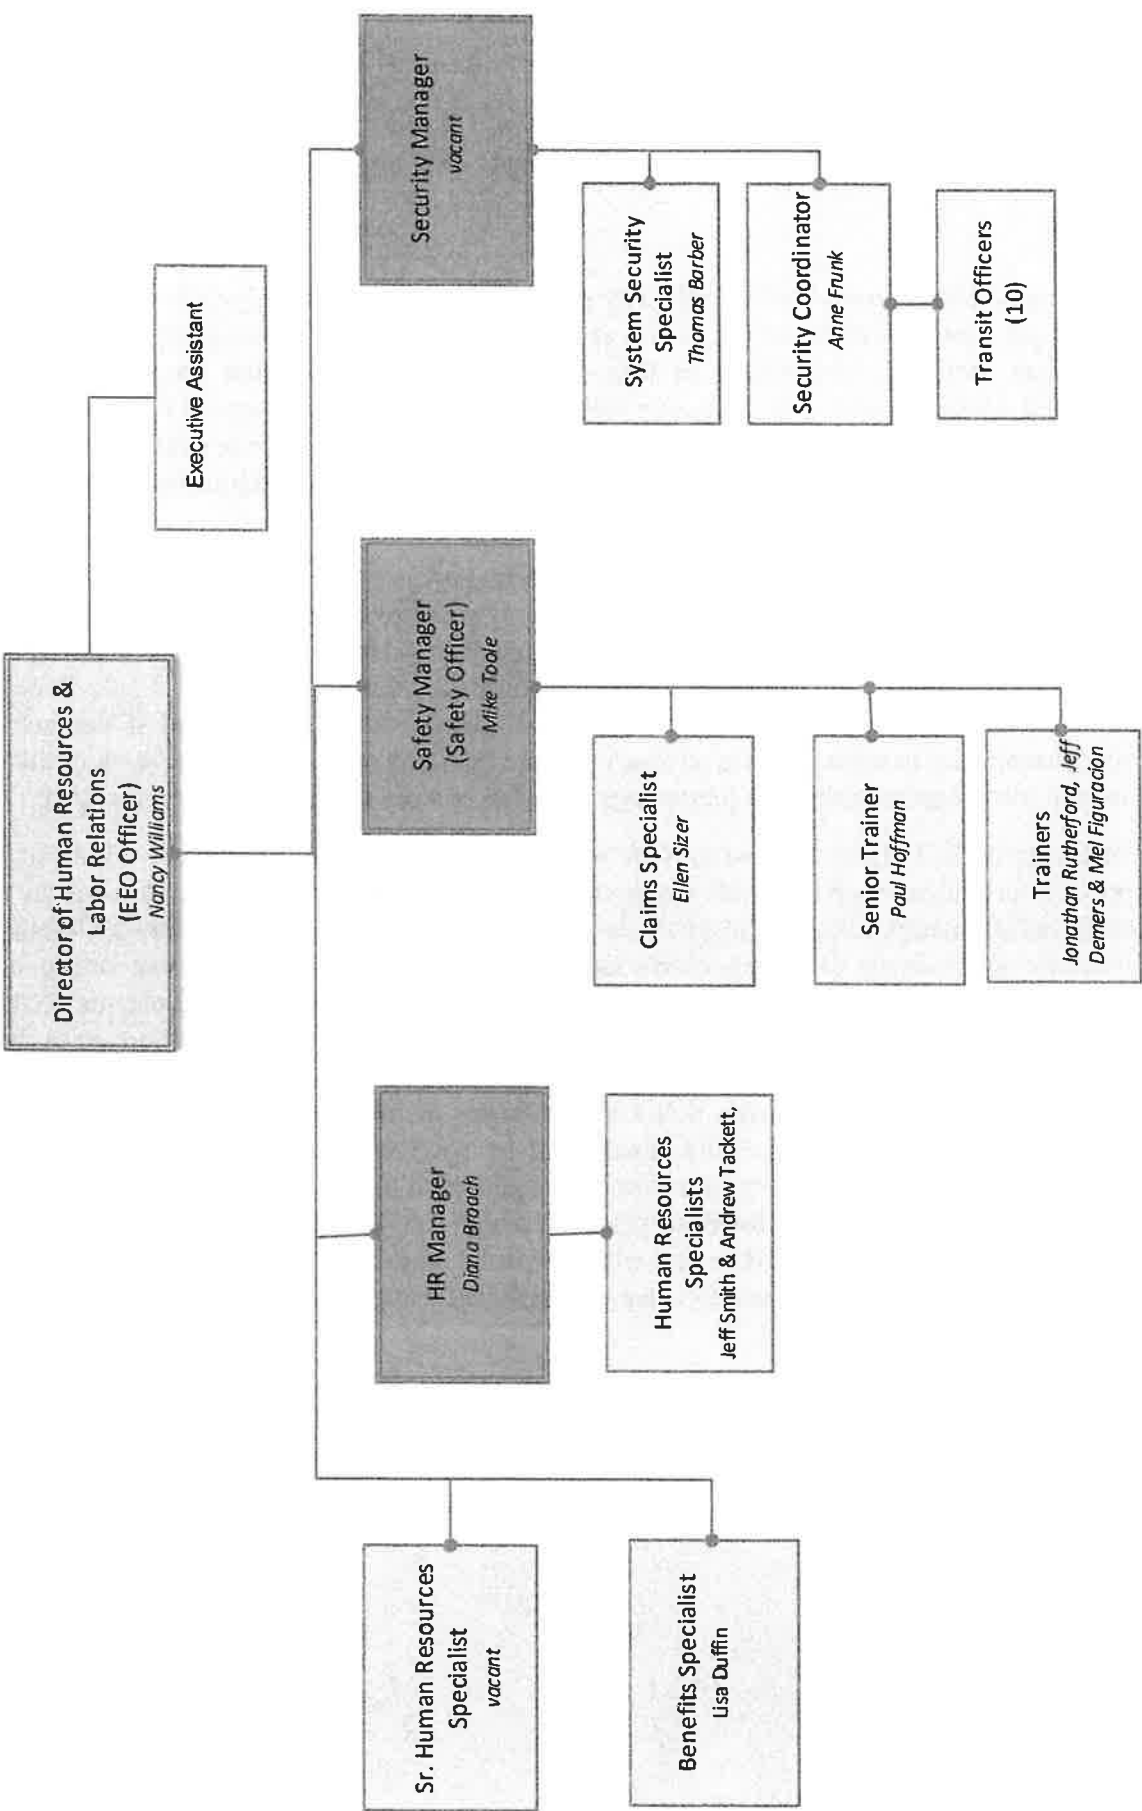 Director of Human Resources &
Labor Relations
(EEO Officer)
Nancy Williams
Executive Assistant
Sr. Human Resources
Specialist
vacant
Benefits Specialist
Lisa Duffin
HR Manager
Diana Broach
Human Resources
Specialists
Jeff Smith & Andrew Tackett,
Safety Manager
(Safety Officer)
Mike Toole
Claims Specialist
Ellen Sizer
Senior Trainer
Paul Hoffman
Trainers
Jonathan Rutherford, Jeff
Demers & Mel Figuracion
Security Manager
vacant
System Security
Specialist
Thomas Barber
Security Coordinator
Anne Frunk
Transit Officers
(10)